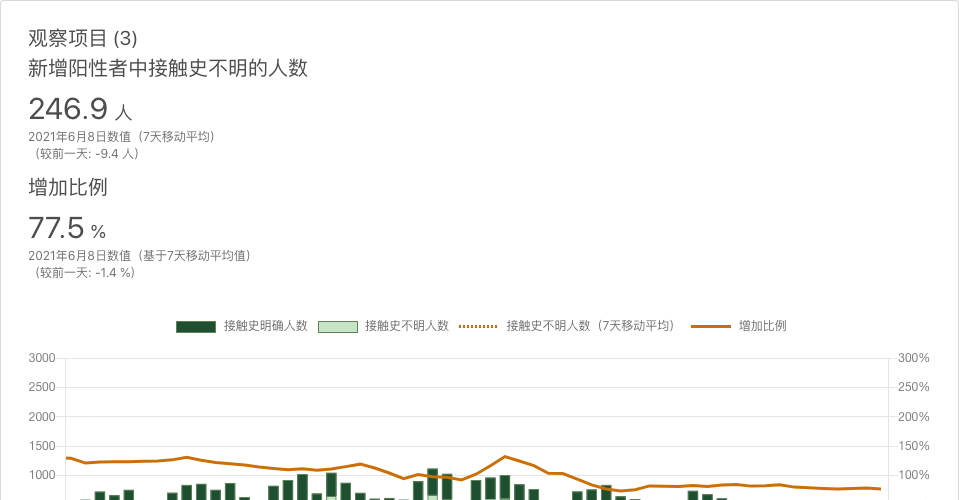 观察项目 (3)
新增阳性者中接触史不明的人数
246.9 人
2021年6月8日数值（7天移动平均）
（较前一天: -9.4 人）
增加比例
77.5 %
2021年6月8日数值（基于7天移动平均值）
（较前一天: -1.4 %）
接触史明确人数 接触史不明人数 接触史不明人数（7天移动平均） 增加比例
3000 300%
2500 250%
2000 200%
1500 150%
1000 100%